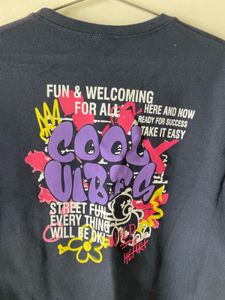 FUN & WELCOMING
FOR ALL
HERE AND NOW
READY FOR SUCCESS
TAKE IT EASY
COOL
VIBES
STREET FUN
EVERY THING
WILL BE OK!